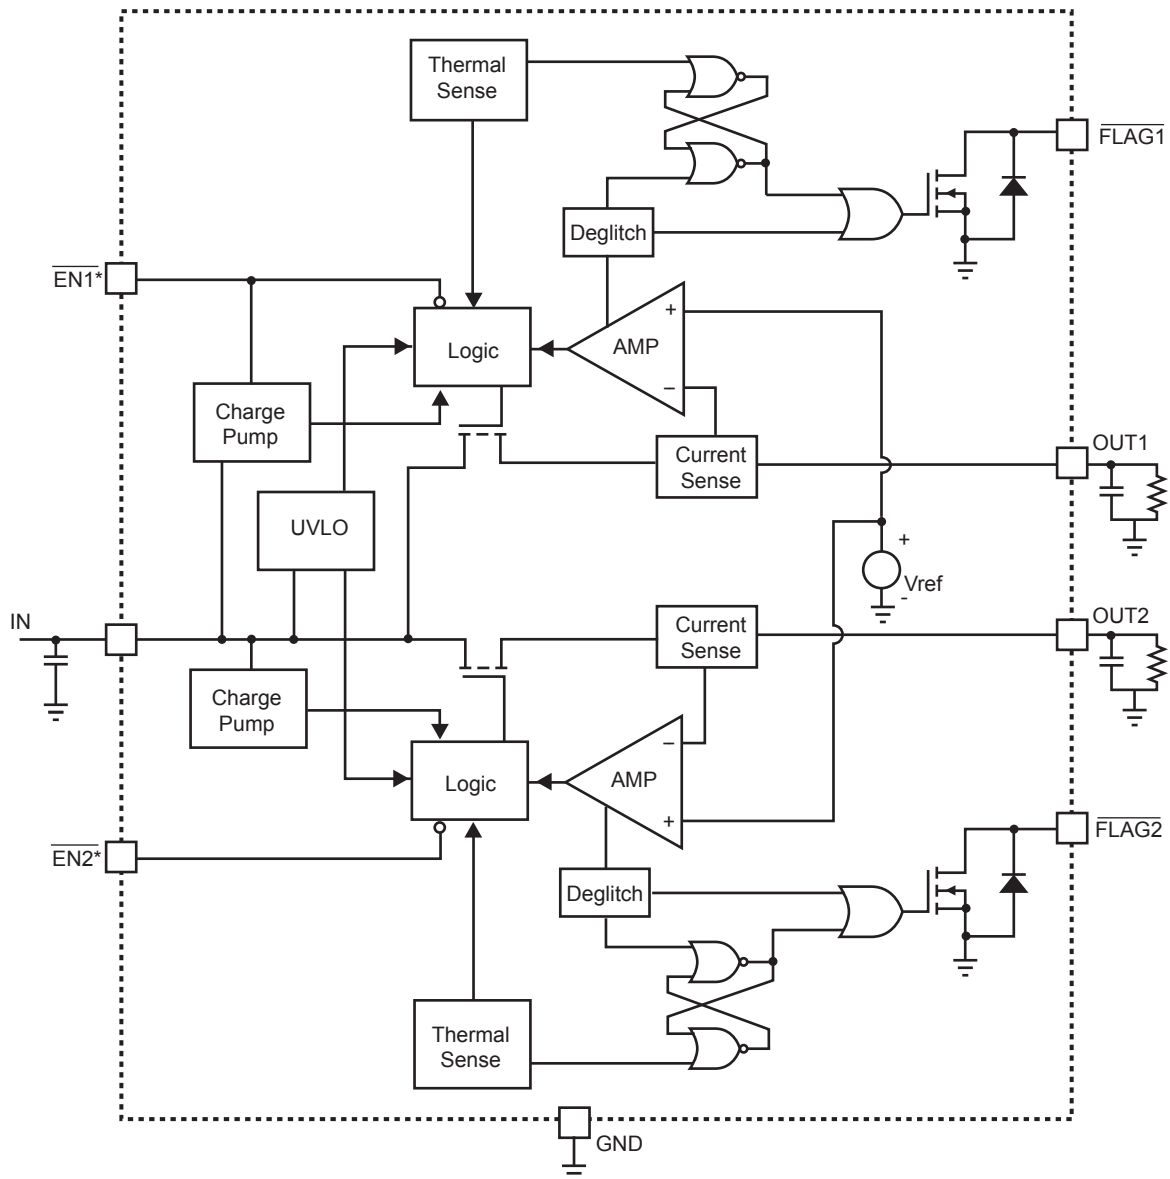 Thermal
Sense
FLAG1
Deglitch
EN1*
+
AMP
Logic
−
Charge
Pump
OUT1
Current
Sense
UVLO
+
Vref
-
IN
OUT2
Current
Sense
Charge
Pump
−
AMP
Logic
+
FLAG2
EN2*
Deglitch
Thermal
Sense
GND